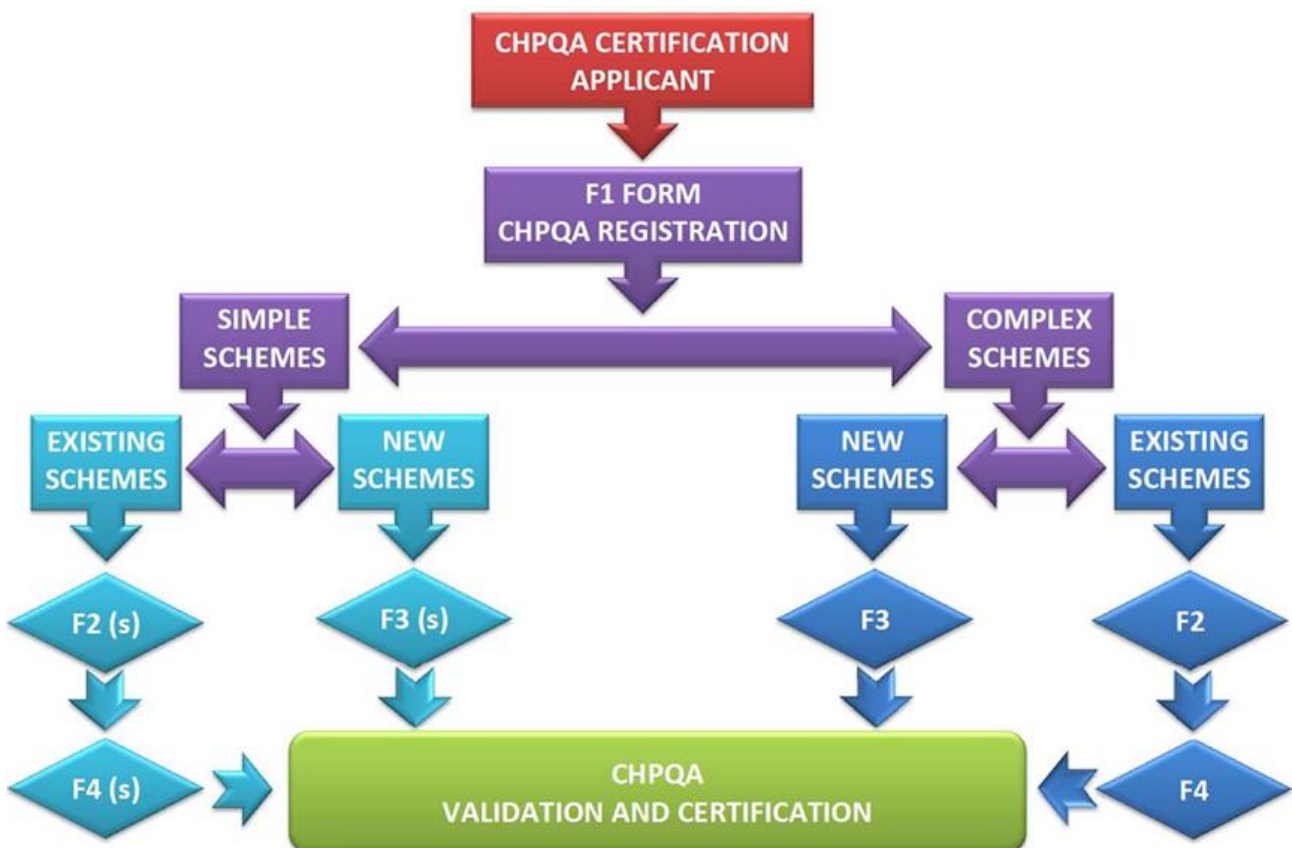 CHPQA CERTIFICATION
APPLICANT
F1 FORM
CHPQA REGISTRATION
SIMPLE
SCHEMES
COMPLEX
SCHEMES
EXISTING
SCHEMES
NEW
SCHEMES
NEW
SCHEMES
EXISTING
SCHEMES
F2 (s)
F3 (s)
F3
F2
F4 (s)
CHPQA
VALIDATION AND CERTIFICATION
F4